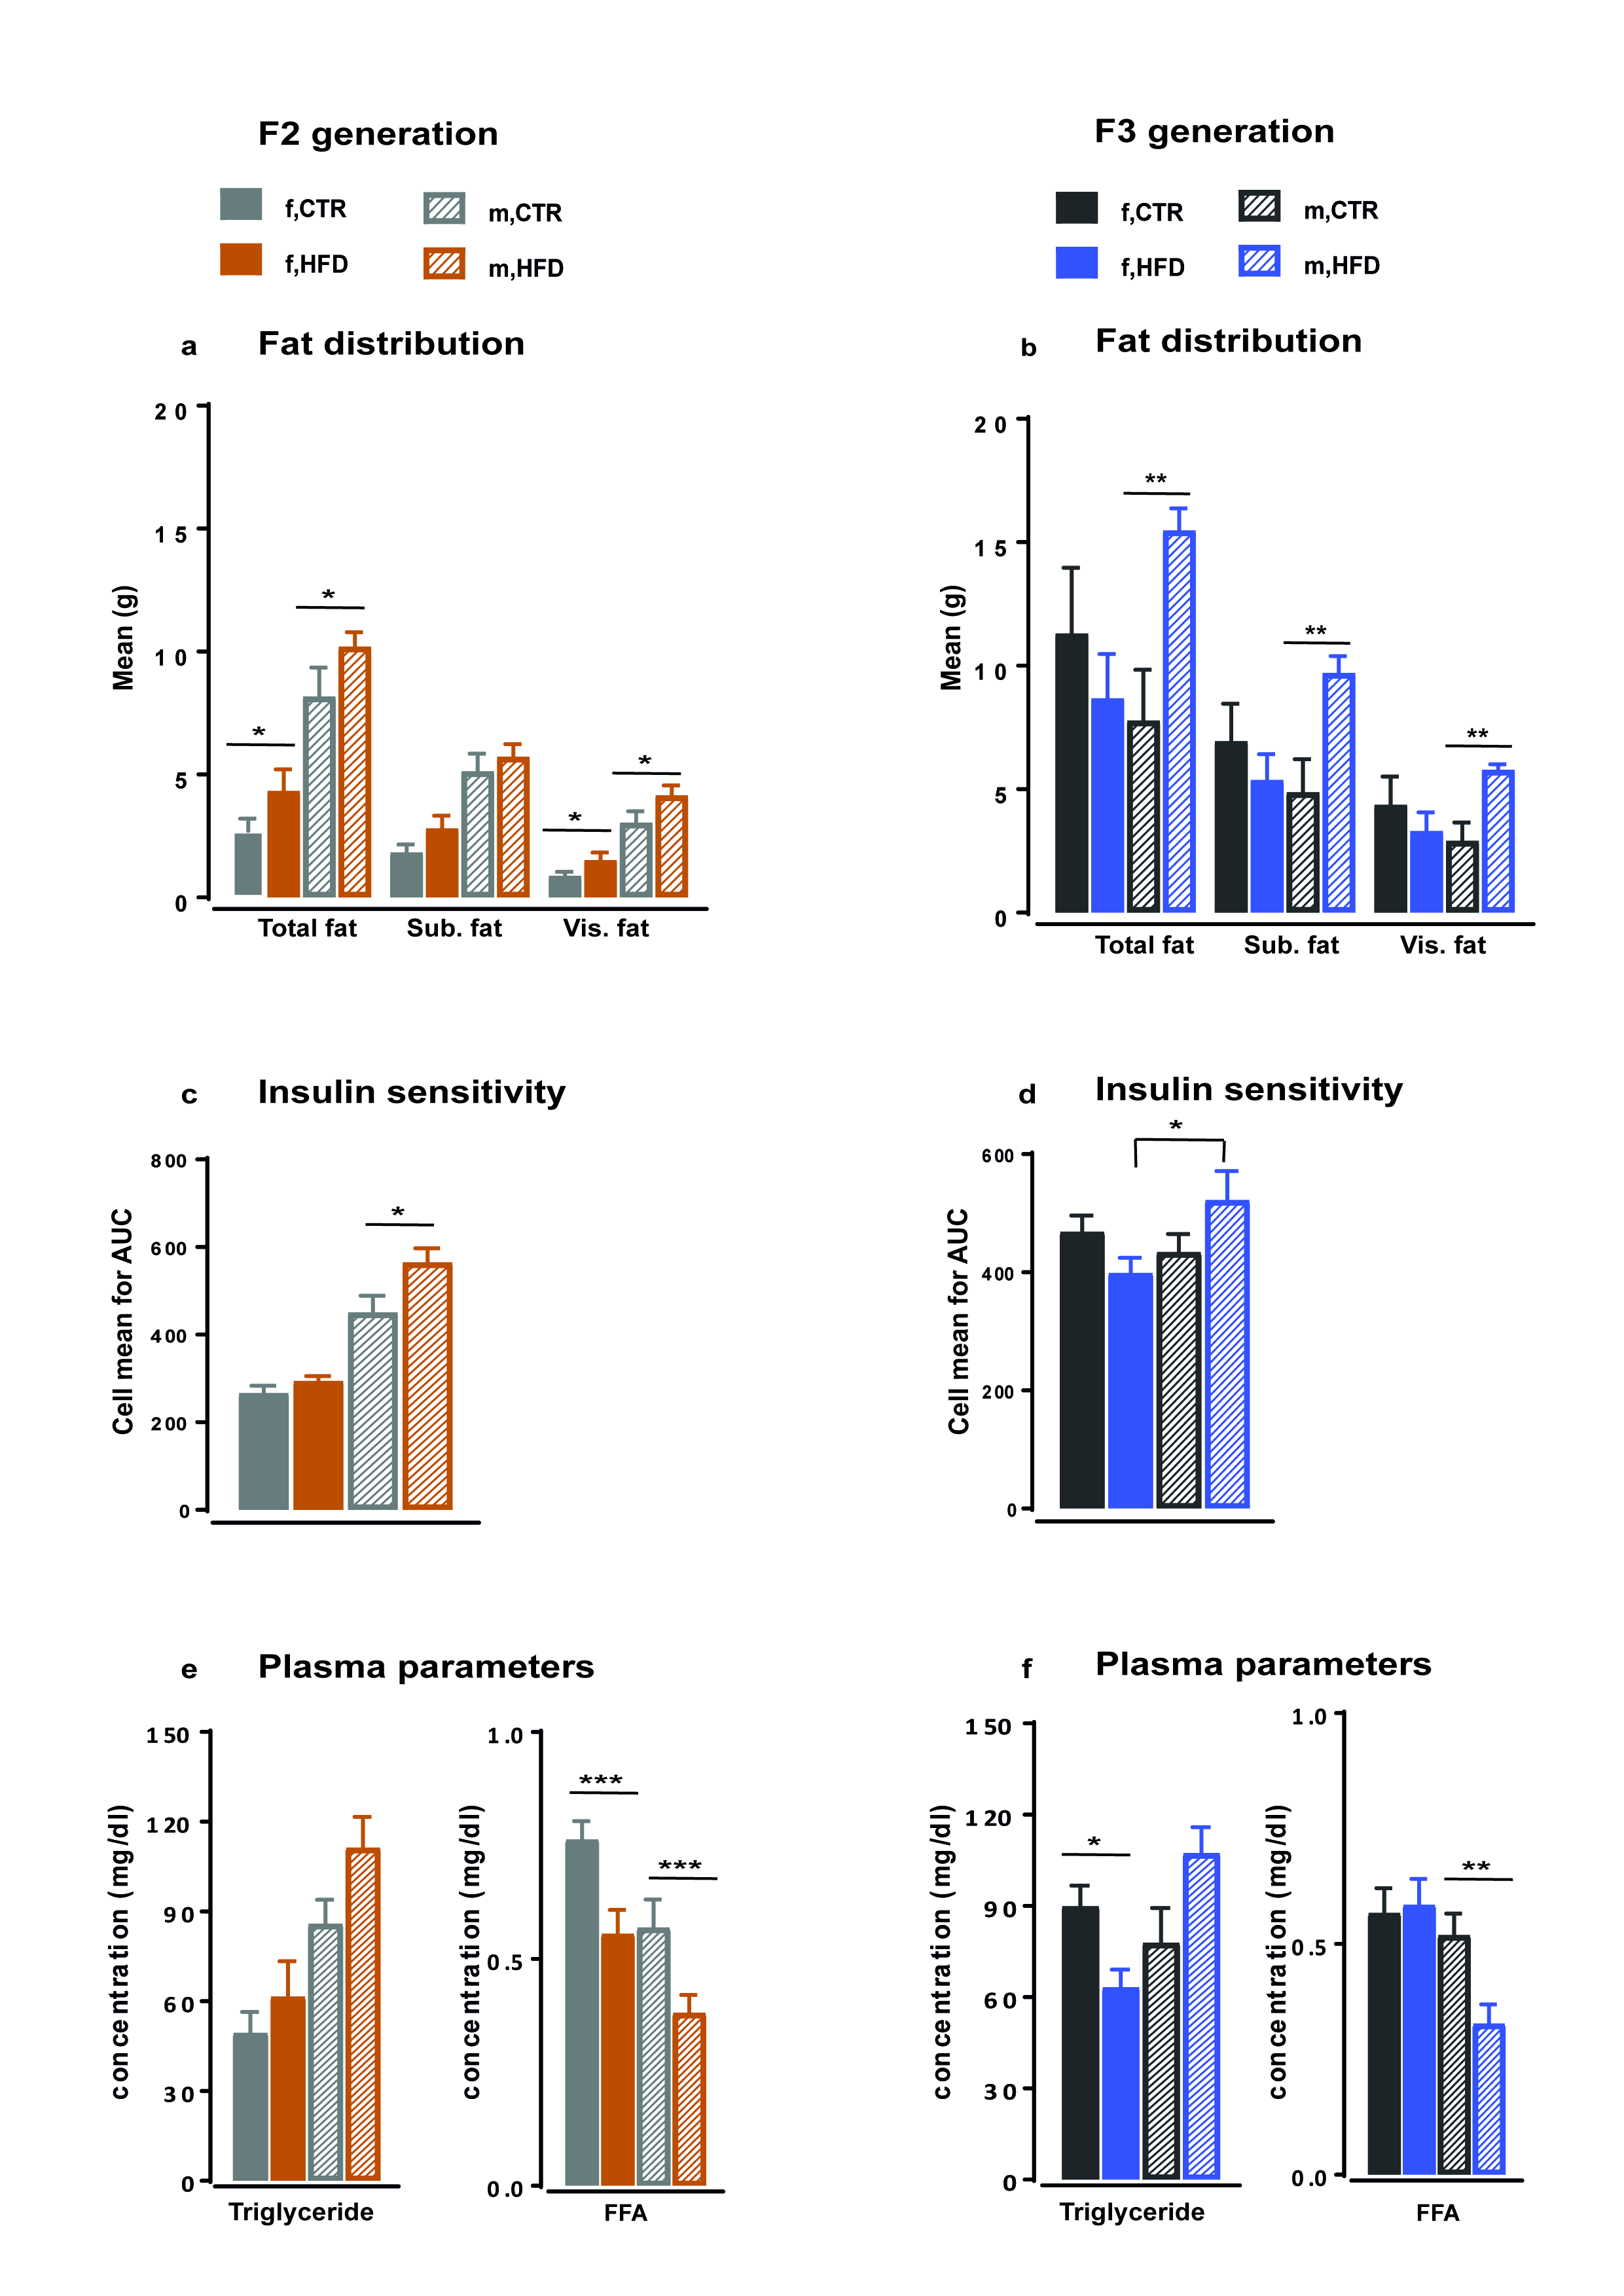 F2 generation
f,CTR
m,CTR
f,HFD
m,HFD
F3 generation
f,CTR
m,CTR
f,HFD
m,HFD
a Fat distribution
20
15
10
5
0
Mean (g)
*
*
*
*
Total fat Sub. fat Vis. fat
b Fat distribution
20
15
10
5
0
Mean (g)
**
**
**
Total fat Sub. fat Vis. fat
c Insulin sensitivity
800
600
400
200
0
Cell mean for AUC
*
d Insulin sensitivity
600
400
200
0
Cell mean for AUC
*
e Plasma parameters
150
120
90
60
30
0
concentration (mg/dl)
Triglyceride
1.0
0.5
0.0
concentration (mg/dl)
***
***
FFA
f Plasma parameters
150
120
90
60
30
0
concentration (mg/dl)
*
Triglyceride
1.0
0.5
0.0
concentration (mg/dl)
**
FFA